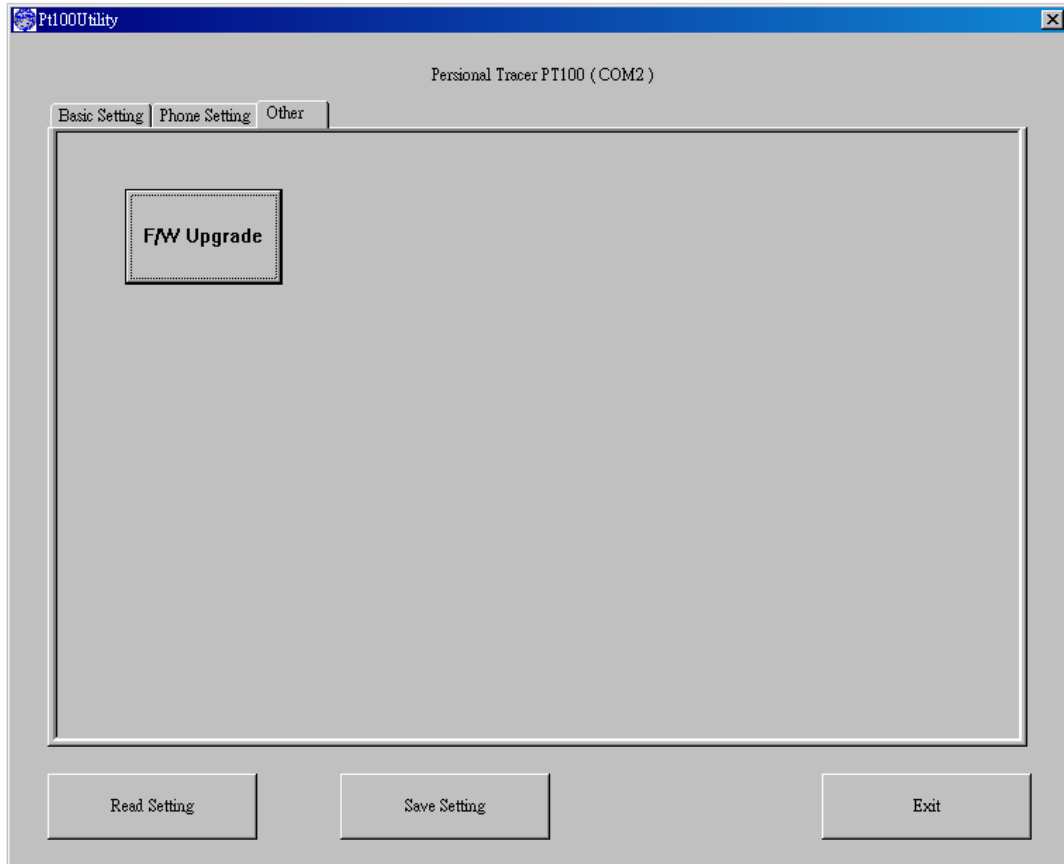 Pt100Utility
Persional Tracer PT100 ( COM2 )
Basic Setting Phone Setting Other
F/W Upgrade
Read Setting Save Setting Exit